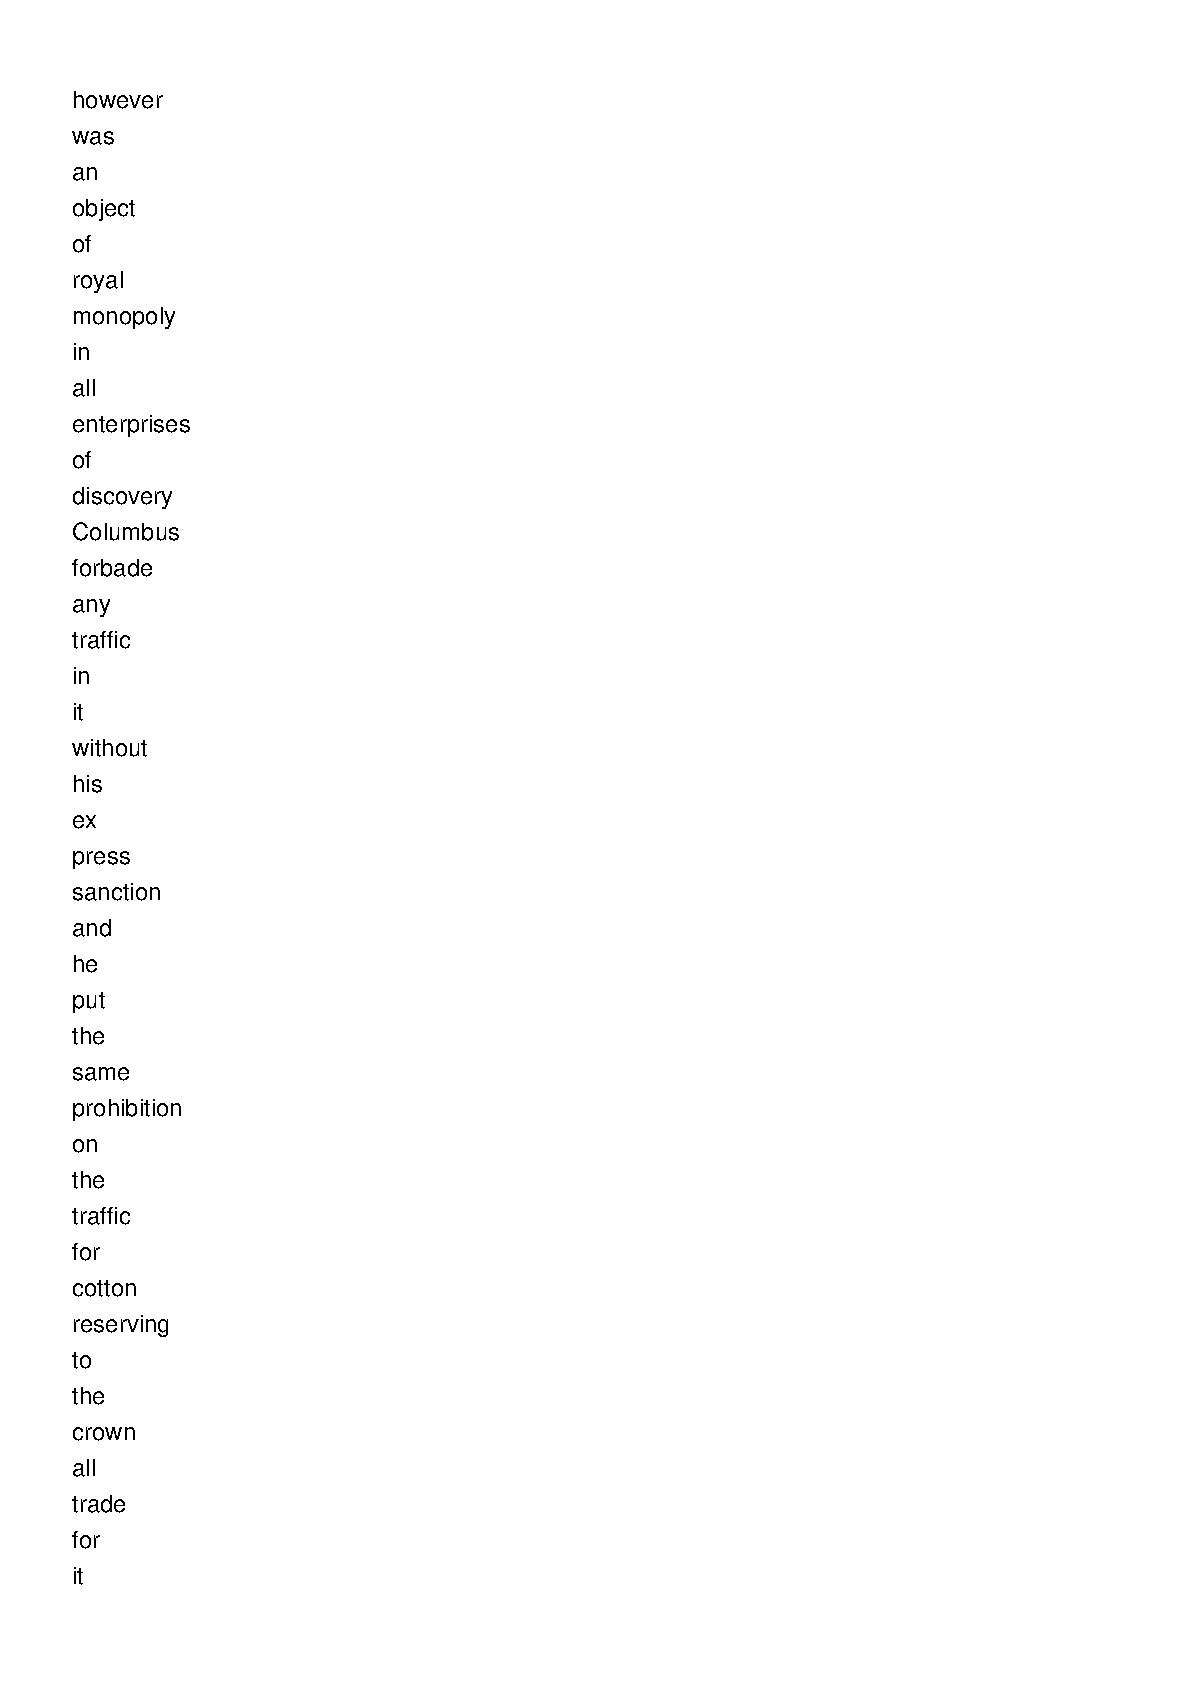 however
was
an
object
of
royal
monopoly
in
all
enterprises
of
discovery
Columbus
forbade
any
traffic
in
it
without
his
ex
press
sanction
and
he
put
the
same
prohibition
on
the
traffic
for
cotton
reserving
to
the
crown
all
trade
for
it